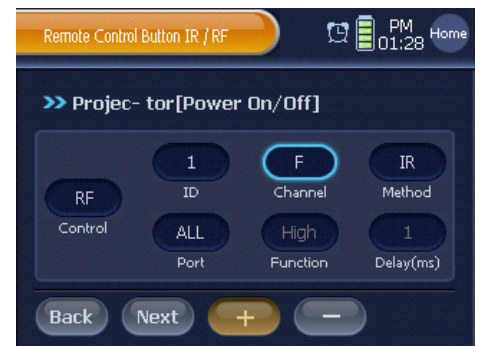 Remote Control Button IR / RF
PM
01:28
Home
>> Projec- tor[Power On/Off]
1
F
IR
ID
Channel
Method
RF
Control
ALL
High
1
Port
Function
Delay(ms)
Back
Next
+
−